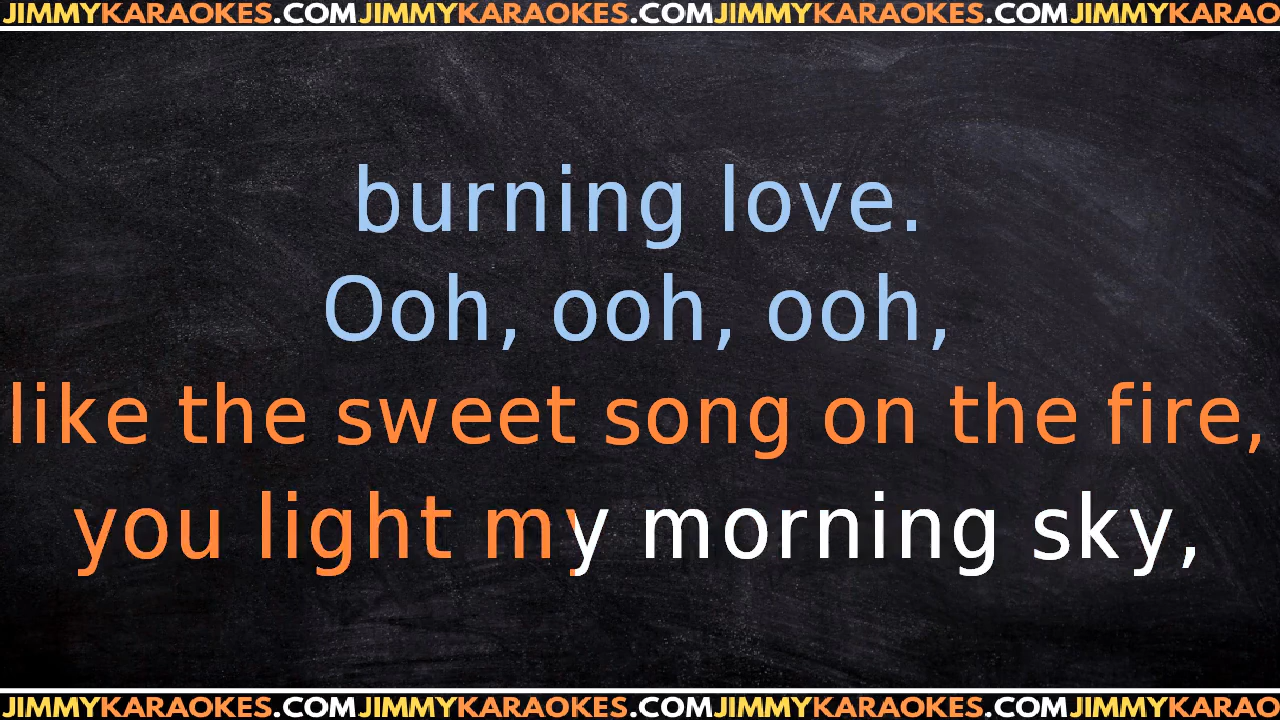 JIMMYKARAOKES.COMJIMMYKARAOKES.COMJIMMYKARAOKES.COMJIMMYKARAO
burning love.
Ooh, ooh, ooh,
like the sweet song on the fire,
you light my morning sky,
JIMMYKARAOKES.COMJIMMYKARAOKES.COMJIMMYKARAOKES.COMJIMMYKARAO